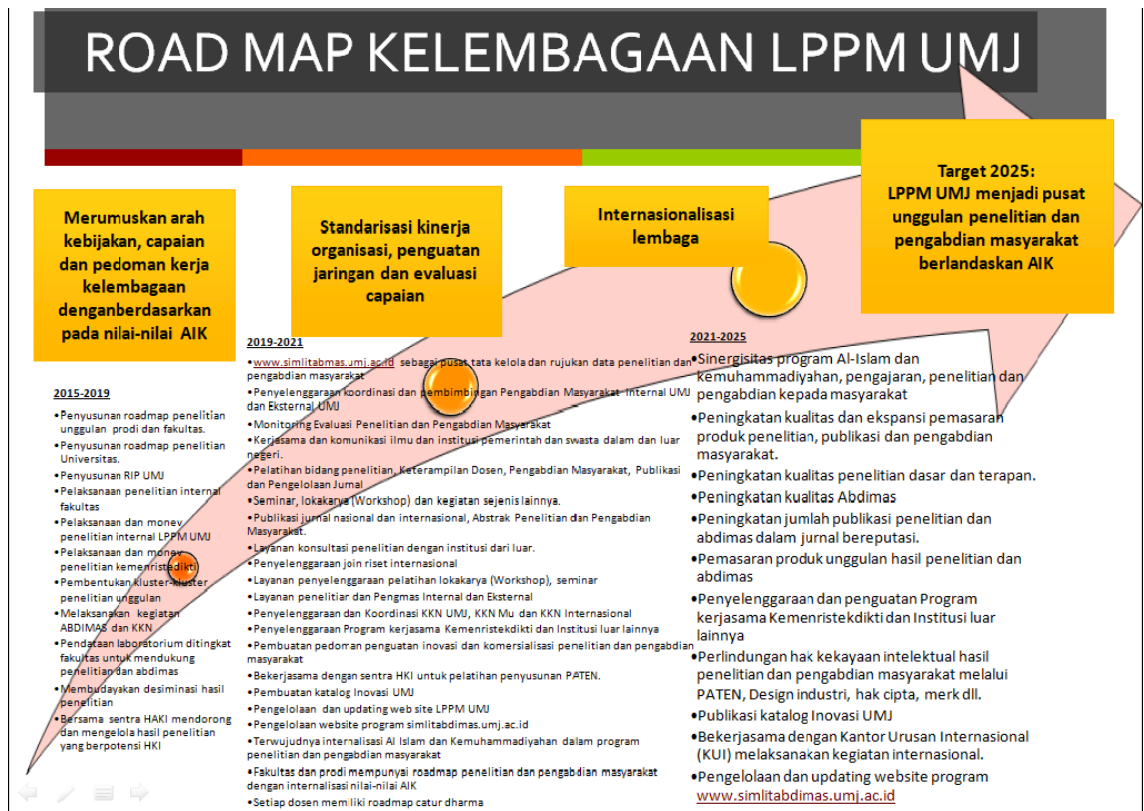 ROAD MAP KELEMBAGAAN LPPM UMJ
Merumuskan arah
kebijakan, capaian
dan pedoman kerja
kelembagaan
denganberdasarkan
pada nilai-nilai AIK
Standarisasi kinerja
organisasi, penguatan
jaringan dan evaluasi
capaian
Internasionalisasi
lembaga
Target 2025:
LPPM UMJ menjadi pusat
unggulan penelitian dan
pengabdian masyarakat
berlandaskan AIK
2015-2019
•Penyusunan roadmap penelitian
unggulan prodi dan fakultas.
•Penyusunan roadmap penelitian
Universitas.
•Penyusunan RIP UMJ
•Pelaksanaan penelitian internal
fakultas
•Pelaksanaan dan monev
penelitian internal LPPM UMJ
•Pelaksanaan dan monev
penelitian kemenristedikti
•Pembentukan kluster-kluster
penelitian unggulan
•Melaksanakan kegiatan
ABDIMAS dan KKN
•Pendataan laboratorium ditingkat
fakultas untuk mendukung
penelitian dan abdimas
•Membudayakan desiminasi hasil
penelitian
•Bersama sentra HAKI mendorong
dan mengelola hasil penelitian
yang berpotensi HKI
2019-2021
•www.simlitabmas.umj.ac.id sebagai pusat tata kelola dan rujukan data penelitian dan
pengabdian masyarakat
•Penyelenggaraan koordinasi dan pembimbingan Pengabdian Masyarakat Internal UMJ
dan Eksternal UMJ
•Monitoring Evaluasi Penelitian dan Pengabdian Masyarakat
•Kerjasama dan komunikasi ilmu dan institusi pemerintah dan swasta dalam dan luar
negeri.
•Pelatihan bidang penelitian, Keterampilan Dosen, Pengabdian Masyarakat, Publikasi
dan Pengelolaan Jurnal
•Seminar, lokakarya (Workshop) dan kegiatan sejenis lainnya.
•Publikasi jurnal nasional dan internasional, Abstrak Penelitian dan Pengabdian
Masyarakat.
•Layanan konsultasi penelitian dengan institusi dari luar.
•Penyelenggaraan join riset internasional
•Layanan penyelenggaraan pelatihan lokakarya (Workshop), seminar
•Layanan penelitian dan Pengmas Internal dan Eksternal
•Penyelenggaraan dan Koordinasi KKN UMJ, KKN Mu dan KKN Internasional
•Penyelenggaraan Program kerjasama Kemenristekdikti dan Institusi luar lainnya
•Pembuatan pedoman penguatan inovasi dan komersialisasi penelitian dan pengabdian
masyarakat
•Bekerjasama dengan sentra HKI untuk pelatihan penyusunan PATEN.
•Pembuatan katalog Inovasi UMJ
•Pengelolaan dan updating web site LPPM UMJ
•Pengelolaan website program simlitabdimas.umj.ac.id
•Terwujudnya internalisasi Al Islam dan Kemuhammadiyahan dalam program
penelitian dan pengabdian masyarakat
•Fakultas dan prodi mempunyai roadmap penelitian dan pengabdian masyarakat
dengan internalisasi nilai-nilai AIK
•Setiap dosen memiliki roadmap catur dharma
2021-2025
•Sinergisitas program Al-Islam dan
kemuhammadiyahan, pengajaran, penelitian dan
pengabdian kepada masyarakat
•Peningkatan kualitas dan ekspansi pemasaran
produk penelitian, publikasi dan pengabdian
masyarakat.
•Peningkatan kualitas penelitian dasar dan terapan.
•Peningkatan kualitas Abdimas
•Peningkatan jumlah publikasi penelitian dan
abdimas dalam jurnal bereputasi.
•Pemasaran produk unggulan hasil penelitian dan
abdimas
•Penyelenggaraan dan penguatan Program
kerjasama Kemenristekdikti dan Institusi luar
lainnya
•Perlindungan hak kekayaan intelektual hasil
penelitian dan pengabdian masyarakat melalui
PATEN, Design industri, hak cipta, merk dll.
•Publikasi katalog Inovasi UMJ
•Bekerjasama dengan Kantor Urusan Internasional
(KUI) melaksanakan kegiatan internasional.
•Pengelolaan dan updating website program
www.simlitabdimas.umj.ac.id